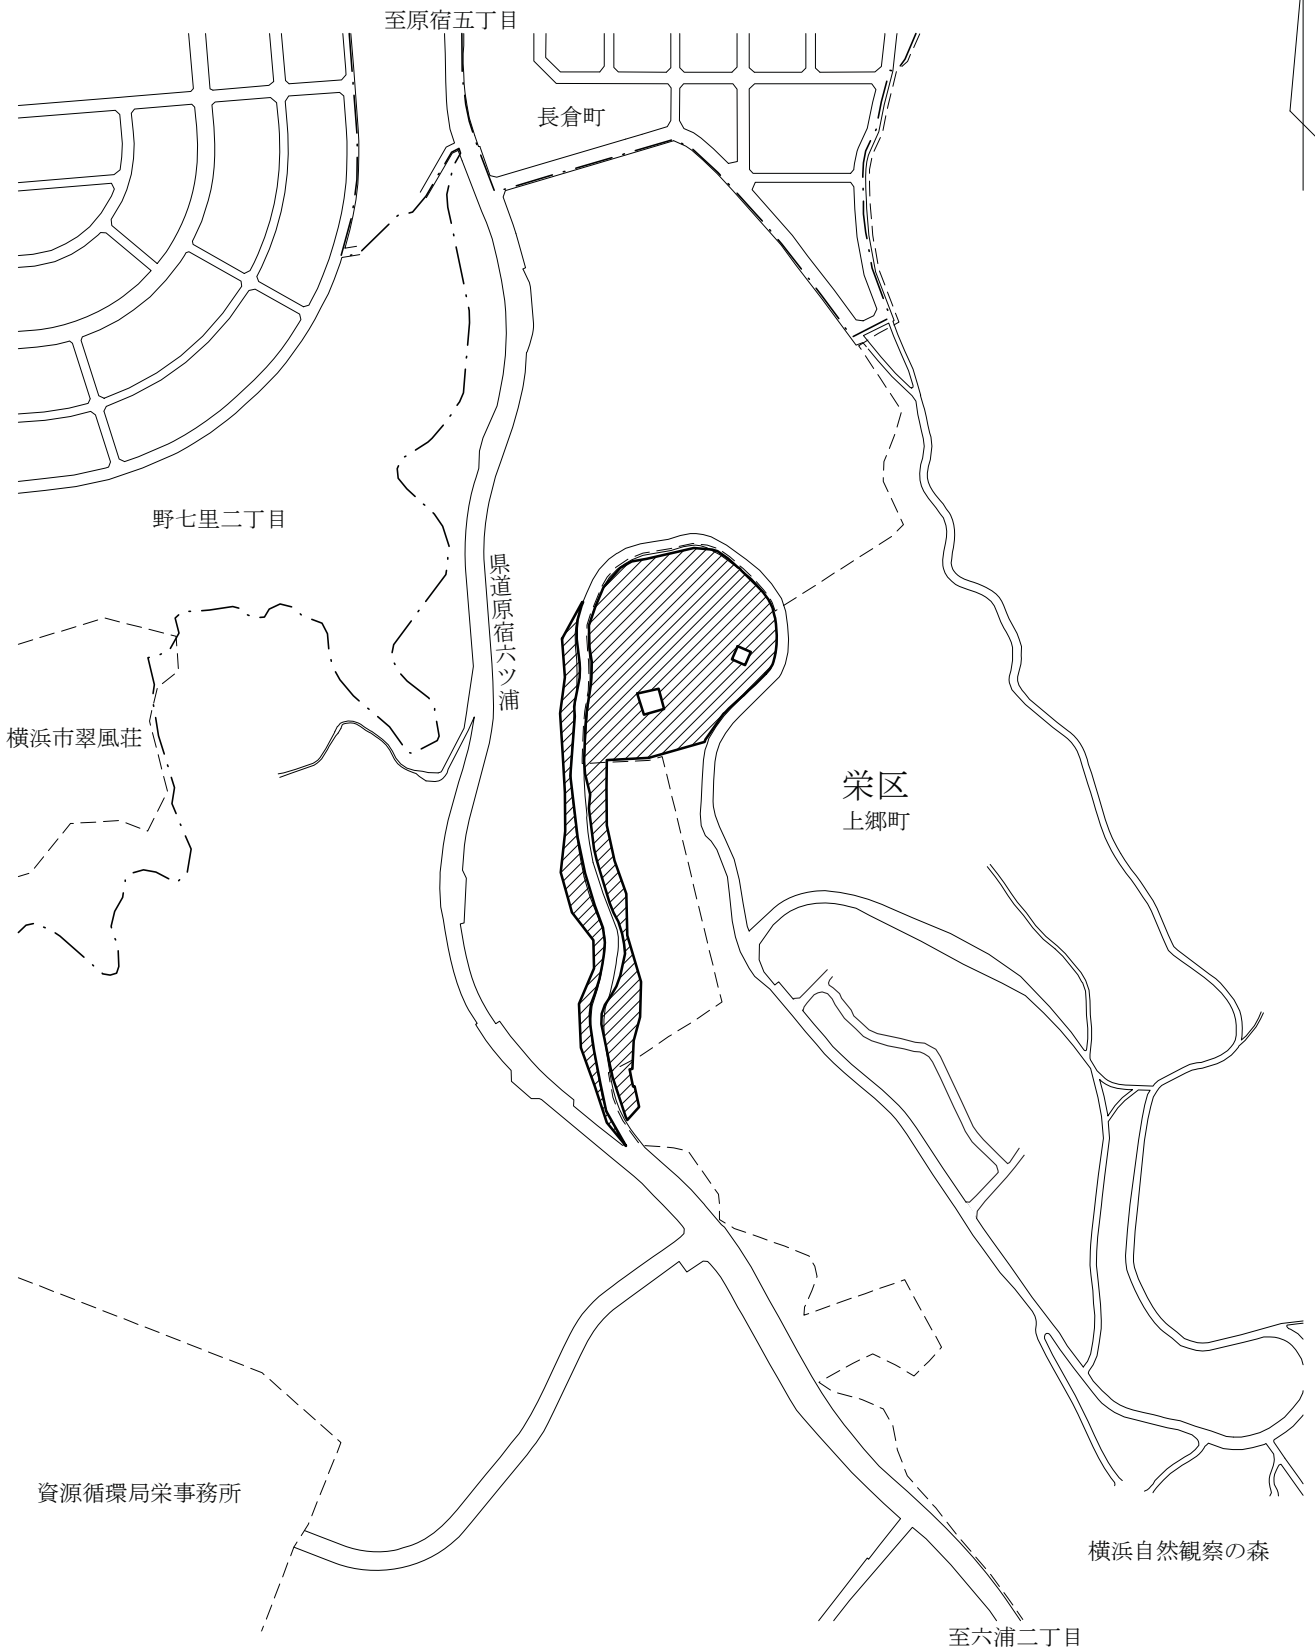 至原宿五丁目
長倉町
野七里二丁目
県道原宿六ツ浦
横浜市翠風荘
栄区
上郷町
資源循環局栄事務所
横浜自然観察の森
至六浦二丁目